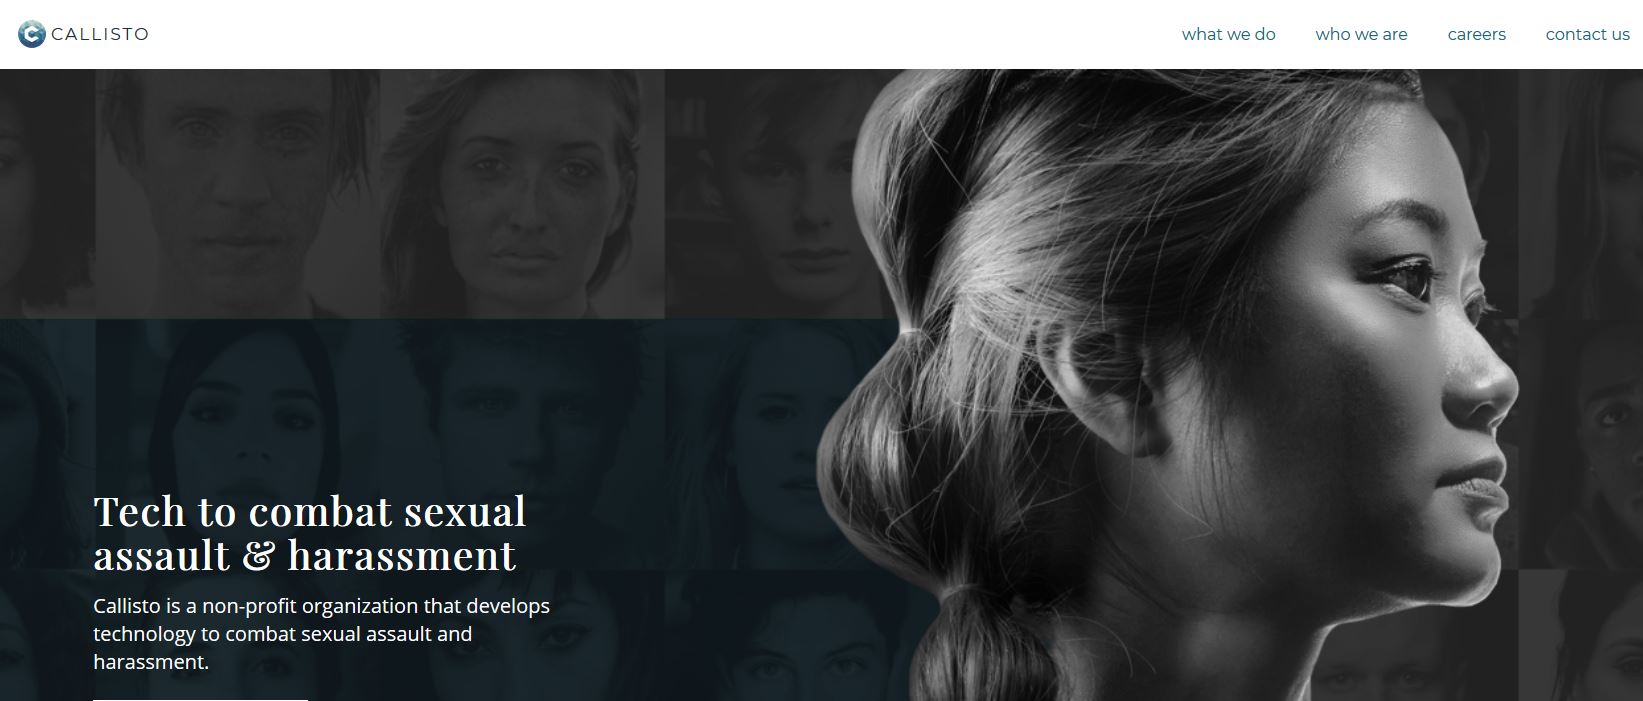 CALLISTO
what we do
who we are
careers
contact us
Tech to combat sexual
assault & harassment
Callisto is a non-profit organization that develops
technology to combat sexual assault and
harassment.